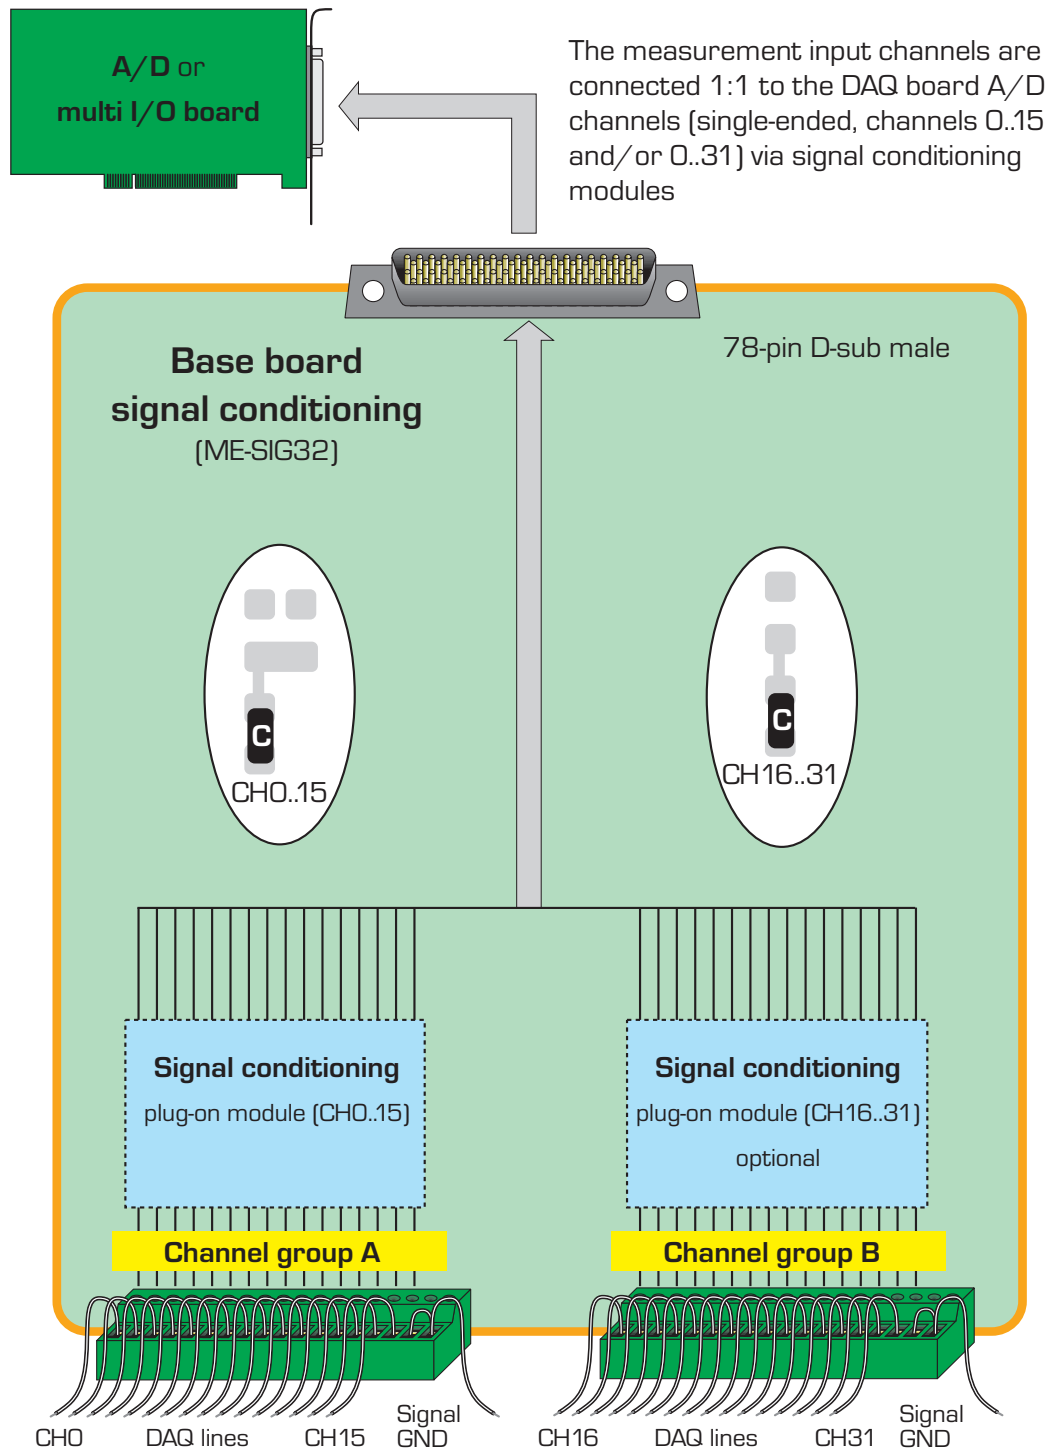 A/D or
multi I/O board
The measurement input channels are
connected 1:1 to the DAQ board A/D
channels (single-ended, channels 0..15
and/or 0..31) via signal conditioning
modules
78-pin D-sub male
Base board
signal conditioning
(ME-SIG32)
C
CH0..15
C
CH16..31
Signal conditioning
plug-on module (CH0..15)
Signal conditioning
plug-on module (CH16..31)
optional
Channel group A
Channel group B
CH0
DAQ lines
CH15
Signal
GND
CH16
DAQ lines
CH31
Signal
GND